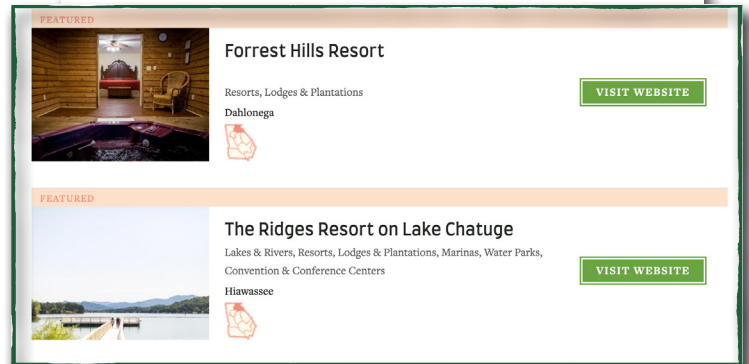 FEATURED
Forrest Hills Resort
Resorts, Lodges & Plantations
VISIT WEBSITE
Dahlonega
FEATURED
The Ridges Resort on Lake Chatuge
Lakes & Rivers, Resorts, Lodges & Plantations, Marinas, Water Parks,
Convention & Conference Centers
VISIT WEBSITE
Hiawassee